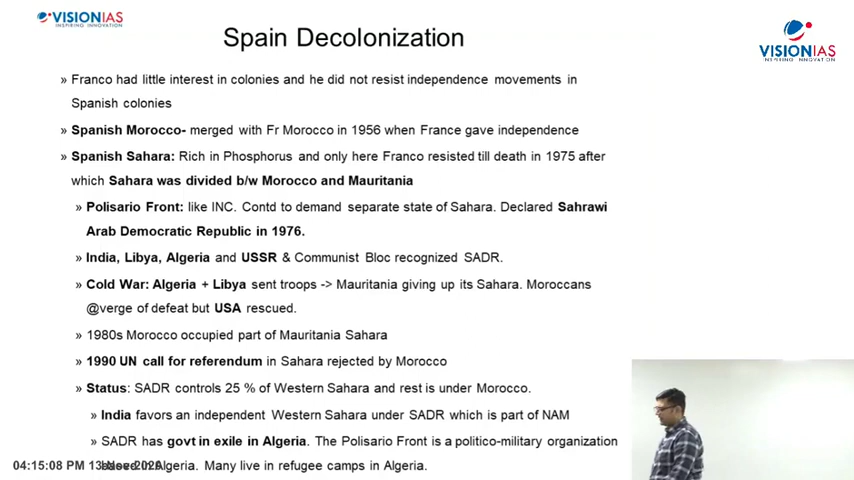 VISIONIAS
INSPIRING INNOVATION
Spain Decolonization
VISIONIAS
INSPIRING INNOVATION
» Franco had little interest in colonies and he did not resist independence movements in
Spanish colonies
» Spanish Morocco- merged with Fr Morocco in 1956 when France gave independence
» Spanish Sahara: Rich in Phosphorus and only here Franco resisted till death in 1975 after
which Sahara was divided b/w Morocco and Mauritania
» Polisario Front: like INC. Contd to demand separate state of Sahara. Declared Sahrawi
Arab Democratic Republic in 1976.
» India, Libya, Algeria and USSR & Communist Bloc recognized SADR.
» Cold War: Algeria + Libya sent troops -> Mauritania giving up its Sahara. Moroccans
@verge of defeat but USA rescued.
» 1980s Morocco occupied part of Mauritania Sahara
» 1990 UN call for referendum in Sahara rejected by Morocco
» Status: SADR controls 25 % of Western Sahara and rest is under Morocco.
» India favors an independent Western Sahara under SADR which is part of NAM
» SADR has govt in exile in Algeria. The Polisario Front is a politico-military organization
04:15:08 PM 13 Algeria. Many live in refugee camps in Algeria.